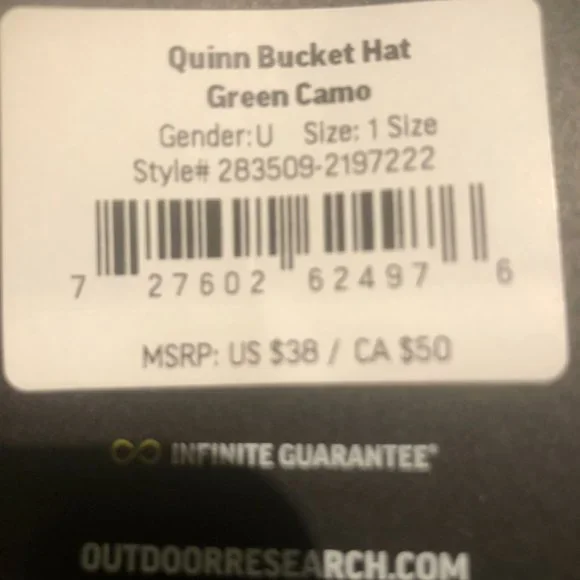 Quinn Bucket Hat
Green Camo
Gender:U Size: 1 Size
Style# 283509-2197222
7 27602 62497 6
MSRP: US $38 / CA $50
INFINITE GUARANTEE®
OUTDOORRESEARCH.COM